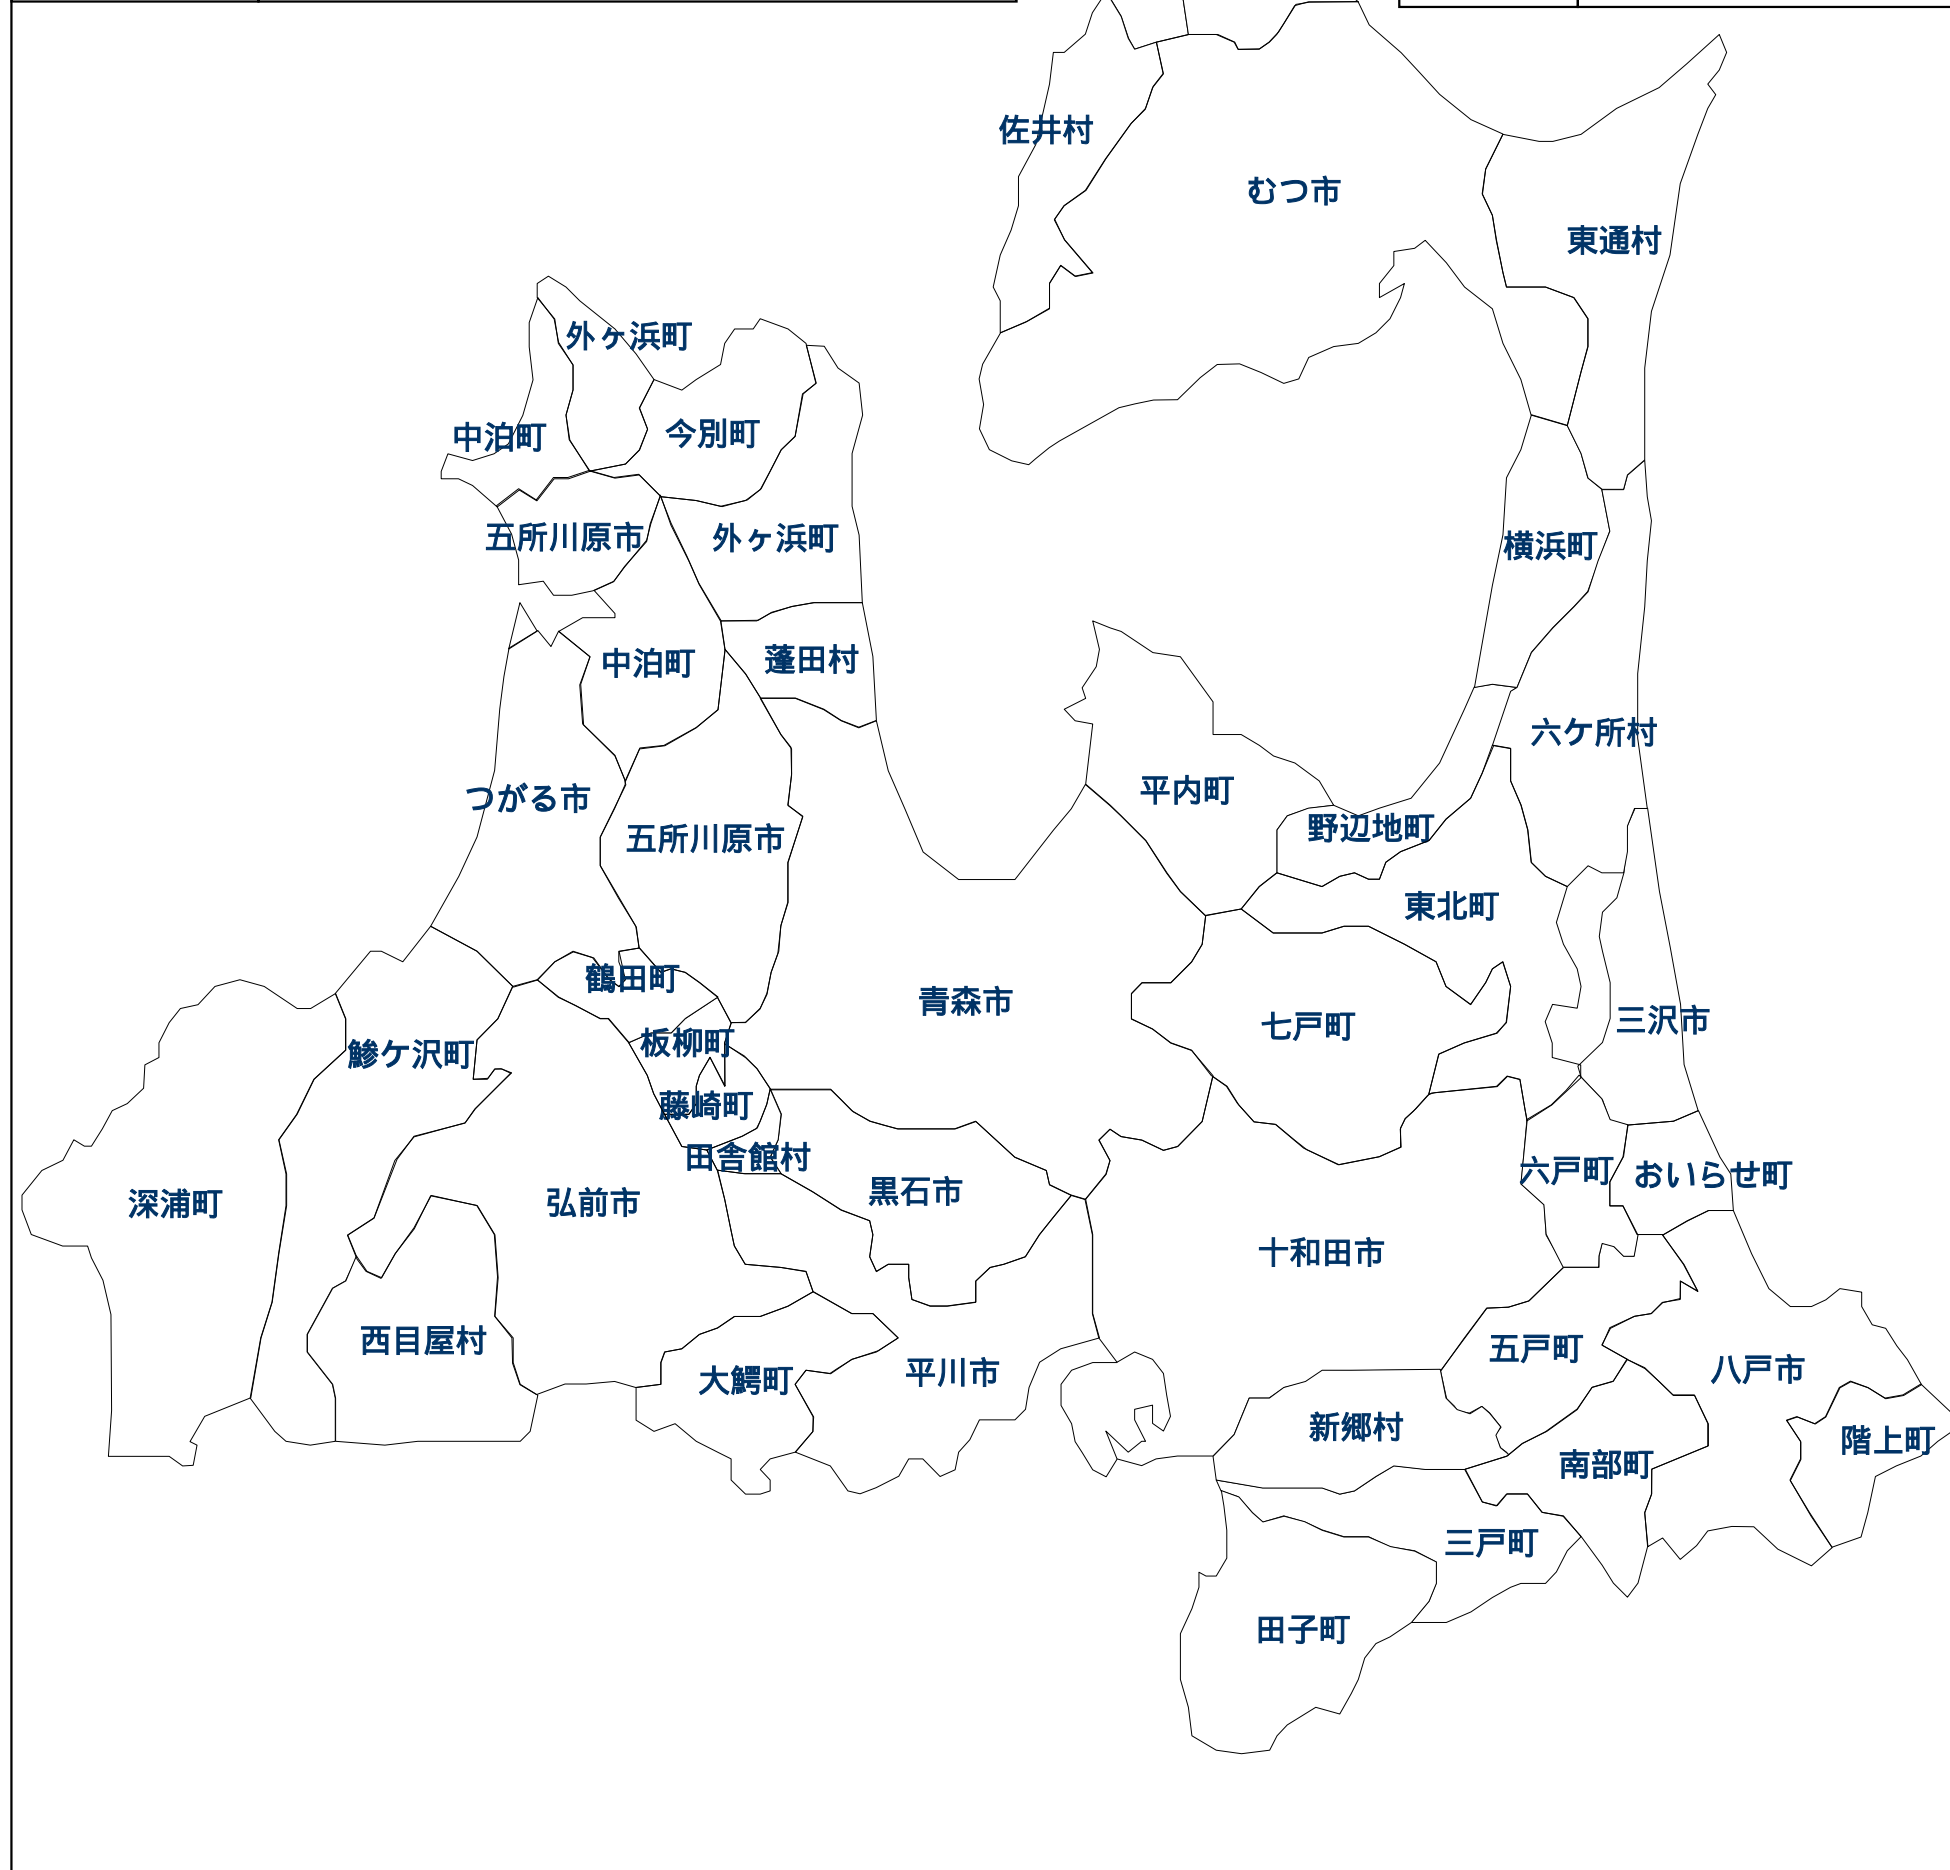 佐井村
むつ市
東通村
外ヶ浜町
中泊町
今別町
五所川原市
外ヶ浜町
横浜町
中泊町
蓬田村
六ケ所村
平内町
つがる市
野辺地町
五所川原市
東北町
鶴田町
青森市
三沢市
七戸町
板柳町
鰺ケ沢町
藤崎町
田舎館村
六戸町
おいらせ町
黒石市
深浦町
弘前市
十和田市
西目屋村
五戸町
八戸市
平川市
大鰐町
新郷村
階上町
南部町
三戸町
田子町